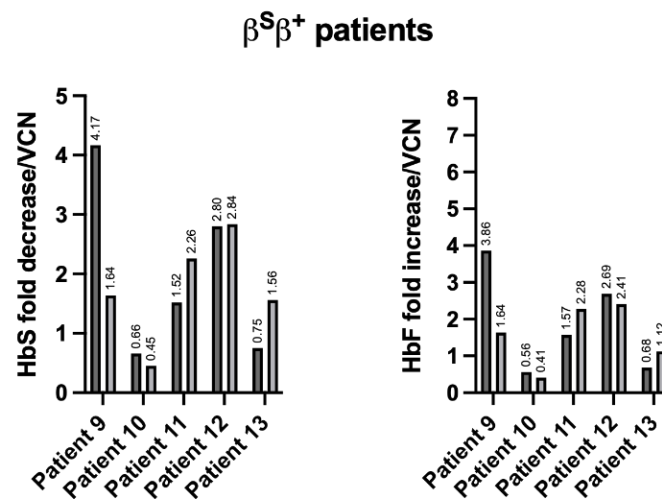 βSβ+ patients
HbS fold decrease/VCN
5
4
3
2
1
0
4.17
1.64
0.66
0.45
1.52
2.26
2.80
2.84
0.75
1.56
Patient 9
Patient 10
Patient 11
Patient 12
Patient 13
HbF fold increase/VCN
8
7
6
5
4
3
2
1
0
3.86
1.64
0.56
0.41
1.57
2.28
2.69
2.41
0.68
1.12
Patient 9
Patient 10
Patient 11
Patient 12
Patient 13